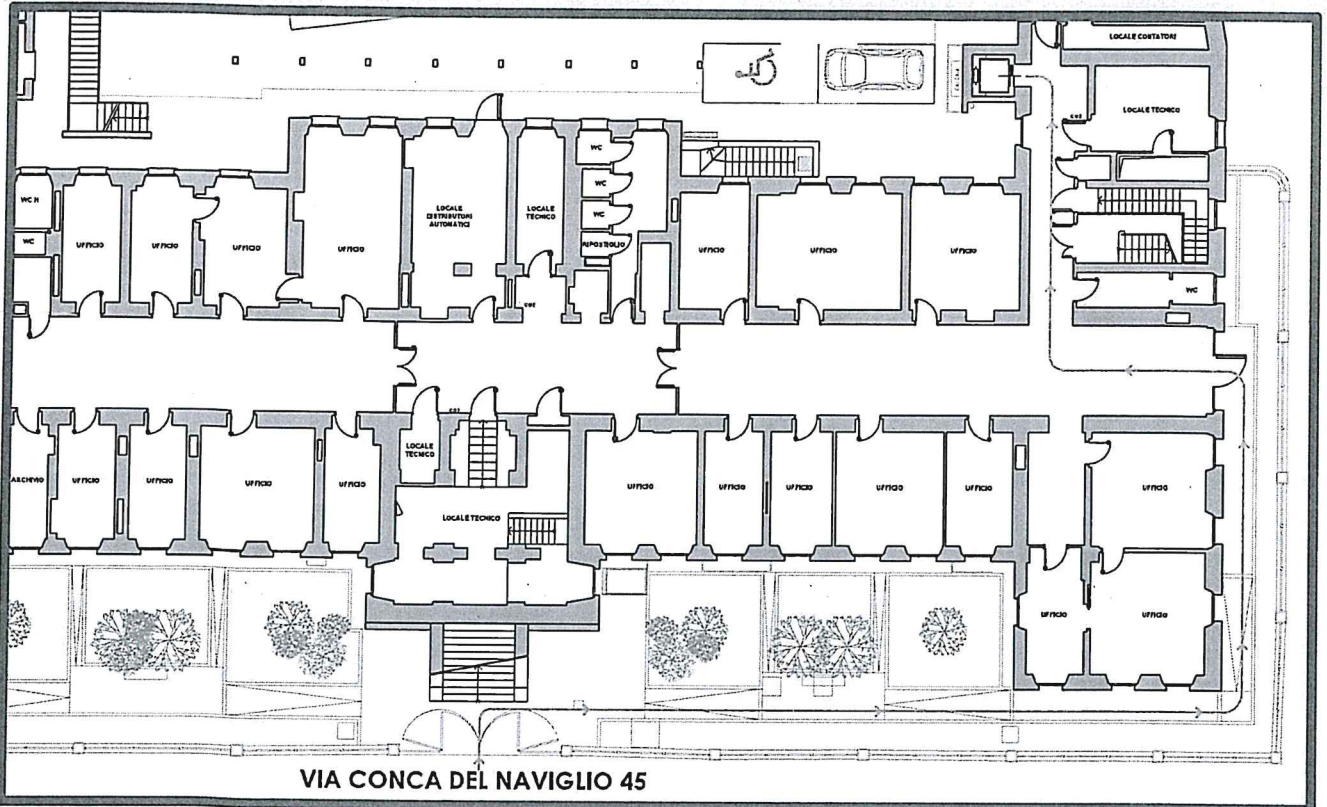 LOCALE CONTATORI
LOCALE TECNICO
WC H
WC
UFFICIO
UFFICIO
UFFICIO
UFFICIO
LOCALE
DISTRIBUTORI
AUTOMATICI
LOCALE
TECNICO
WC
WC
WC
RIPOSTIGLIO
UFFICIO
UFFICIO
UFFICIO
WC
ARCHIVIO
UFFICIO
UFFICIO
UFFICIO
UFFICIO
LOCALE
TECNICO
LOCALE TECNICO
UFFICIO
UFFICIO
UFFICIO
UFFICIO
UFFICIO
UFFICIO
UFFICIO
UFFICIO
VIA CONCA DEL NAVIGLIO 45